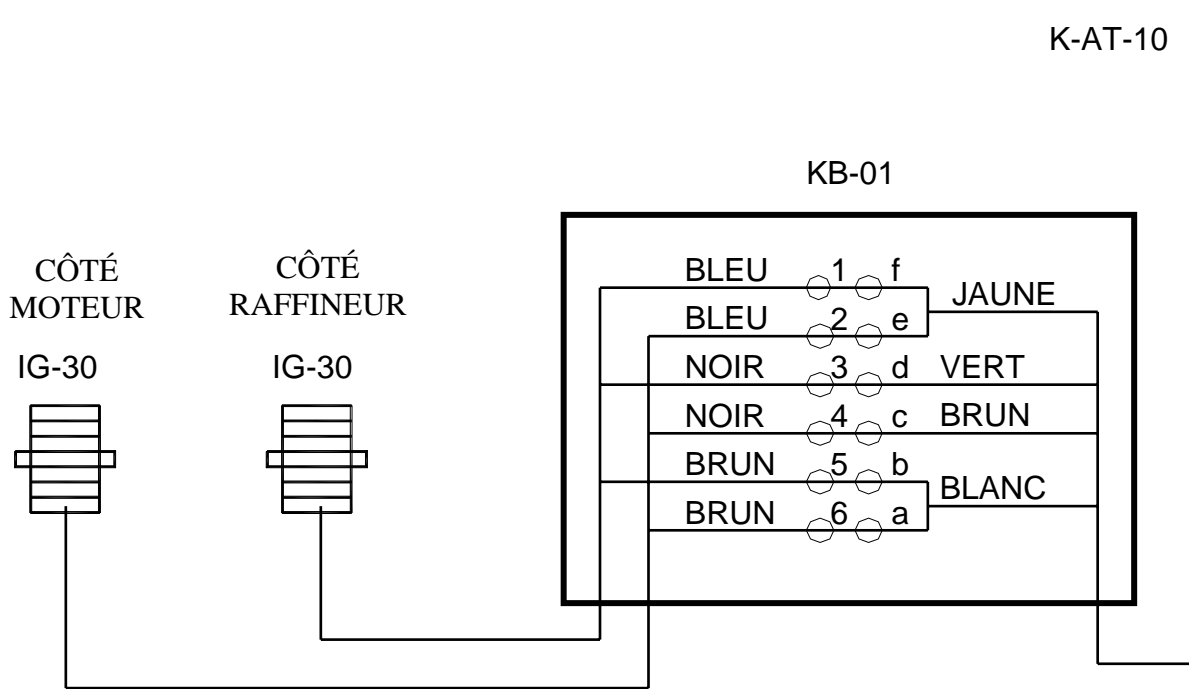 K-AT-10
KB-01
CÔTÉ
MOTEUR
IG-30
CÔTÉ
RAFFINEUR
IG-30
BLEU 1 f
JAUNE
BLEU 2 e
NOIR 3 d VERT
NOIR 4 c BRUN
BRUN 5 b
BLANC
BRUN 6 a